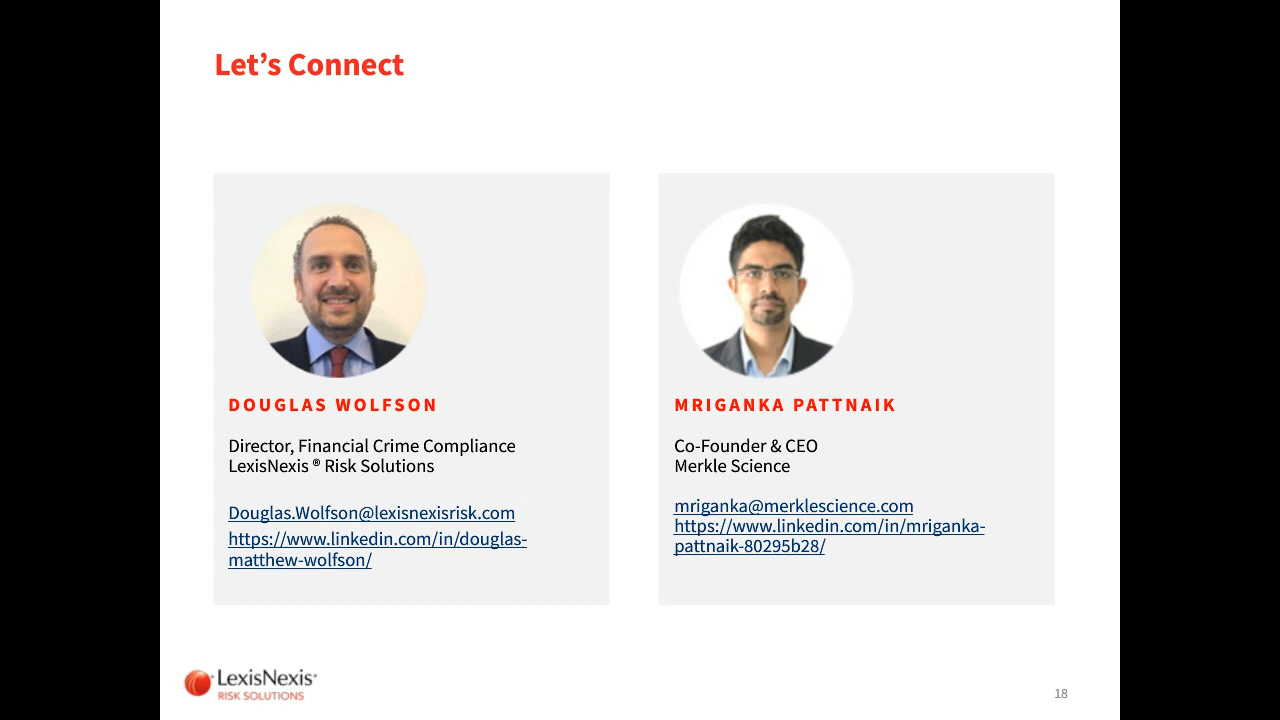 Let’s Connect
DOUGLAS WOLFSON
Director, Financial Crime Compliance
LexisNexis ® Risk Solutions
Douglas.Wolfson@lexisnexisrisk.com
https://www.linkedin.com/in/douglas-
matthew-wolfson/
MRIGANKA PATTNAIK
Co-Founder & CEO
Merkle Science
mriganka@merklescience.com
https://www.linkedin.com/in/mriganka-
pattnaik-80295b28/
LexisNexis®
RISK SOLUTIONS
18